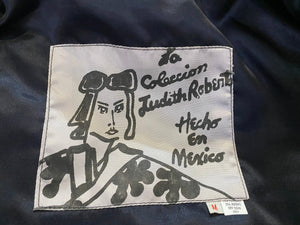 La
Coleccion
Judith Roberts
Hecho
En
Mexico
M